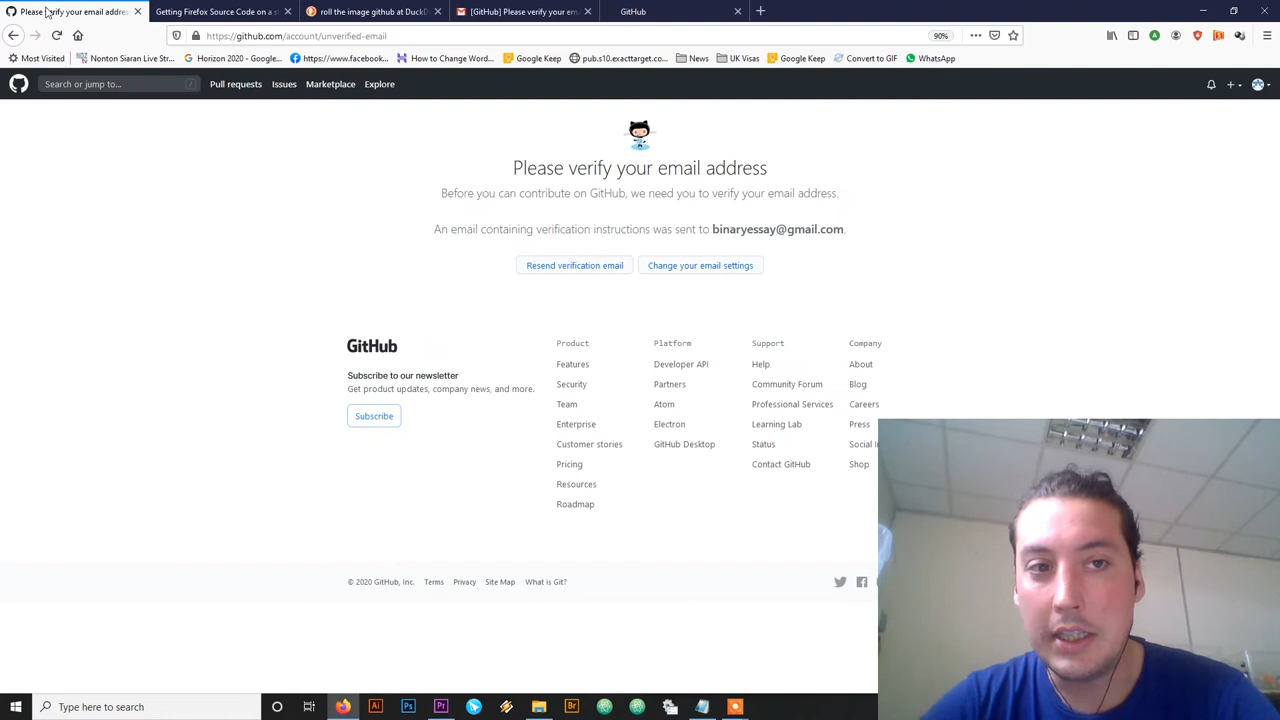 Please verify your email addres
Getting Firefox Source Code on a s
roll the image github at DuckD
[GitHub] Please verify your em
GitHub
https://github.com/account/unverified-email
90%
Most Visited
Nonton Siaran Live Str...
Horizon 2020 - Google...
https://www.facebook...
How to Change Word...
Google Keep
pub.s10.exacttarget.co...
News
UK Visas
Google Keep
Convert to GIF
WhatsApp
Search or jump to... /
Pull requests
Issues
Marketplace
Explore
Please verify your email address
Before you can contribute on GitHub, we need you to verify your email address.
An email containing verification instructions was sent to binaryessay@gmail.com.
Resend verification email
Change your email settings
GitHub
Subscribe to our newsletter
Get product updates, company news, and more.
Subscribe
Product
Features
Security
Team
Enterprise
Customer stories
Pricing
Resources
Roadmap
Platform
Developer API
Partners
Atom
Electron
GitHub Desktop
Support
Help
Community Forum
Professional Services
Learning Lab
Status
Contact GitHub
Company
About
Blog
Careers
Press
Social I
Shop
© 2020 GitHub, Inc.
Terms
Privacy
Site Map
What is Git?
Type here to search
Ai
Ps
Pr
Br